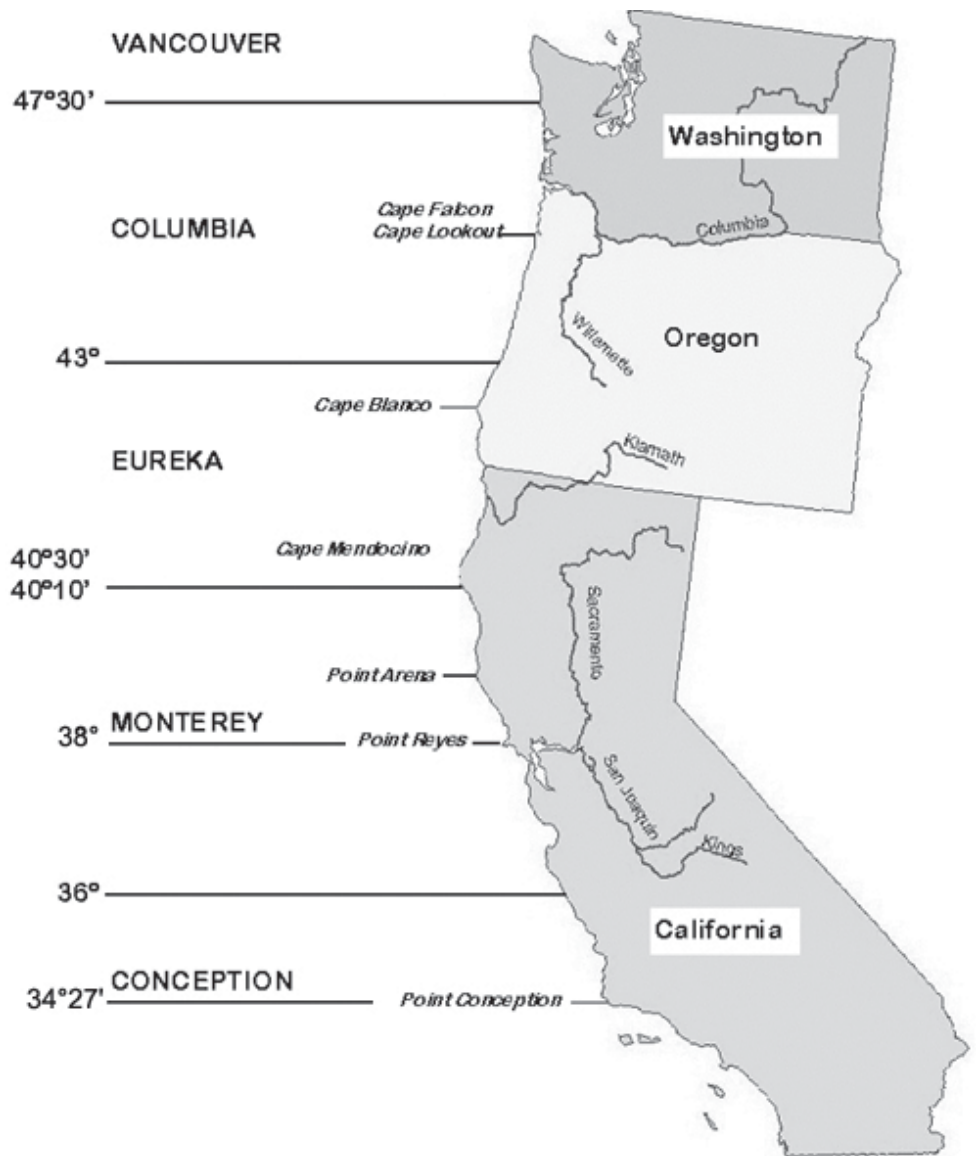 VANCOUVER
47°30’
Washington
Cape Falcon
COLUMBIA
Cape Lookout
Columbia
Willamette
Oregon
43°
Cape Blanco
Klamath
EUREKA
Cape Mendocino
40°30’
40°10’
Sacramento
Point Arena
MONTEREY
38°
Point Reyes
San Joaquin
Kings
36°
California
CONCEPTION
34°27'
Point Conception